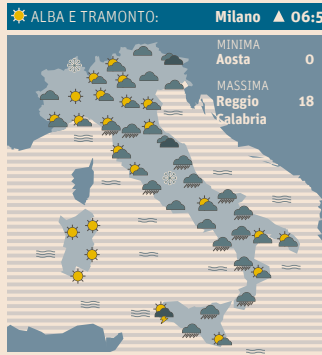 ALBA E TRAMONTO: Milano ▲ 06:5
MINIMA
Aosta 0
MASSIMA
Reggio 18
Calabria